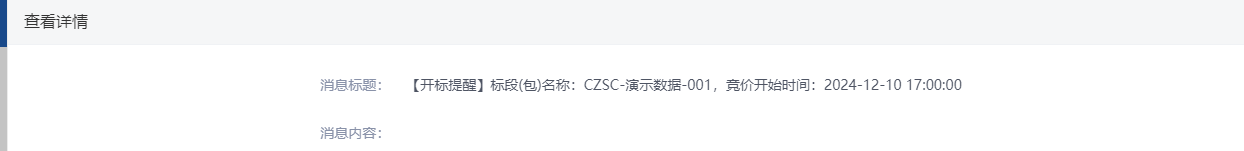 查看详情
消息标题： 【开标提醒】标段(包)名称：CZSC-演示数据-001，竞价开始时间：2024-12-10 17:00:00
消息内容：